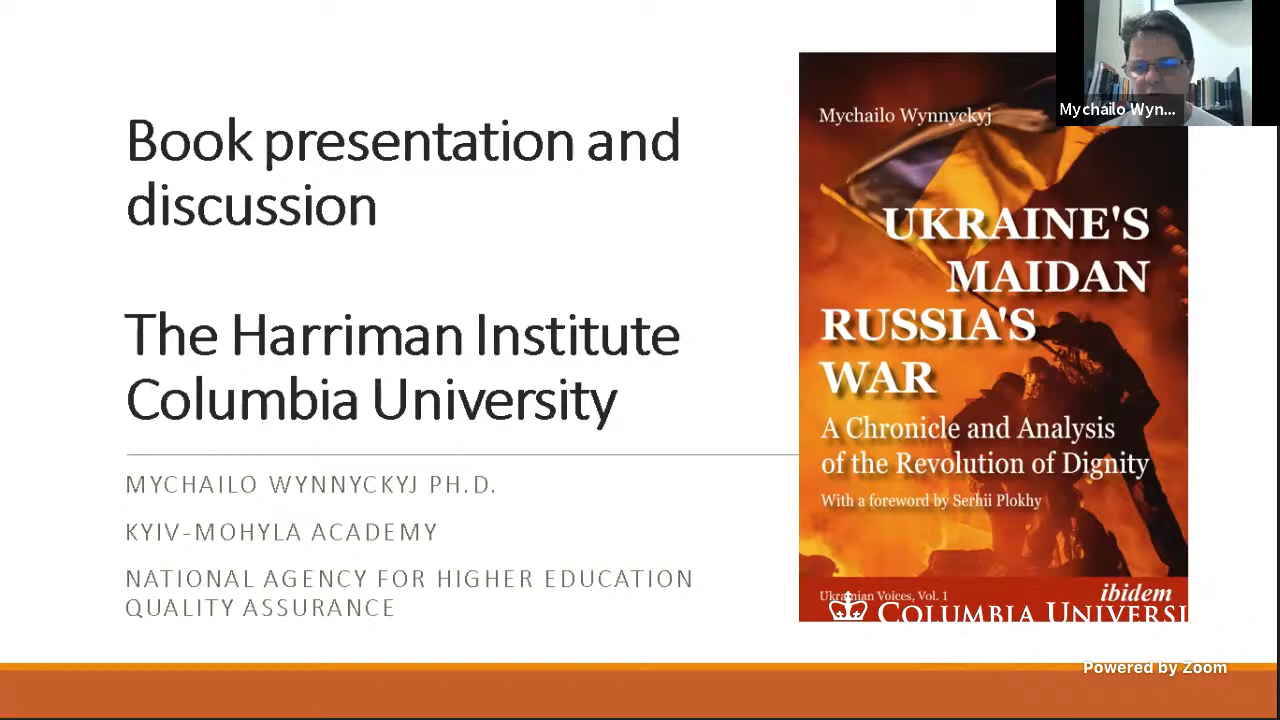 Book presentation and
discussion
The Harriman Institute
Columbia University
MYCHAILO WYNNYCKYJ PH.D.
KYIV-MOHYLA ACADEMY
NATIONAL AGENCY FOR HIGHER EDUCATION
QUALITY ASSURANCE
Mychailo Wynnyckyj
UKRAINE'S
MAIDAN
RUSSIA'S
WAR
A Chronicle and Analysis
of the Revolution of Dignity
With a foreword by Serhii Plokhy
Ukrainian Voices, Vol. 1
ibidem
COLUMBIA UNIVERSI
Mychailo Wyn...
Powered by Zoom